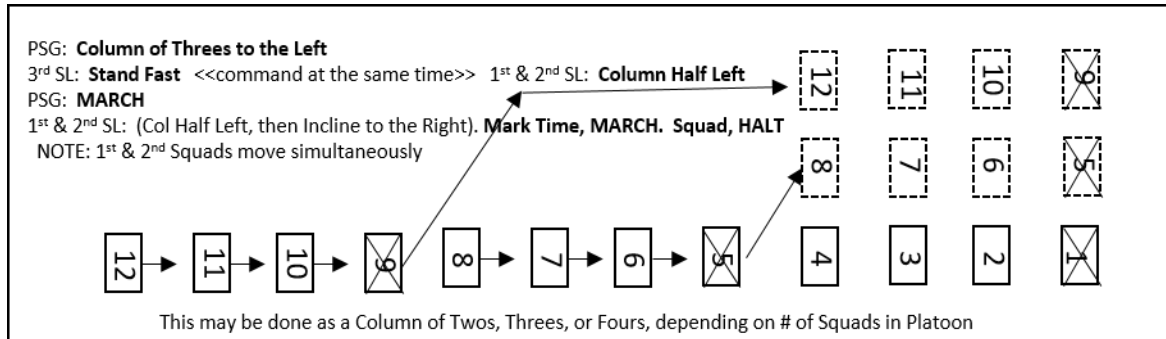 PSG: Column of Threes to the Left
3rd SL: Stand Fast <<command at the same time>> 1st & 2nd SL: Column Half Left
PSG: MARCH
1st & 2nd SL: (Col Half Left, then Incline to the Right). Mark Time, MARCH. Squad, HALT
NOTE: 1st & 2nd Squads move simultaneously
12 11 10 9
8 7 6 5
12 11 10 9 8 7 6 5 4 3 2 1
This may be done as a Column of Twos, Threes, or Fours, depending on # of Squads in Platoon